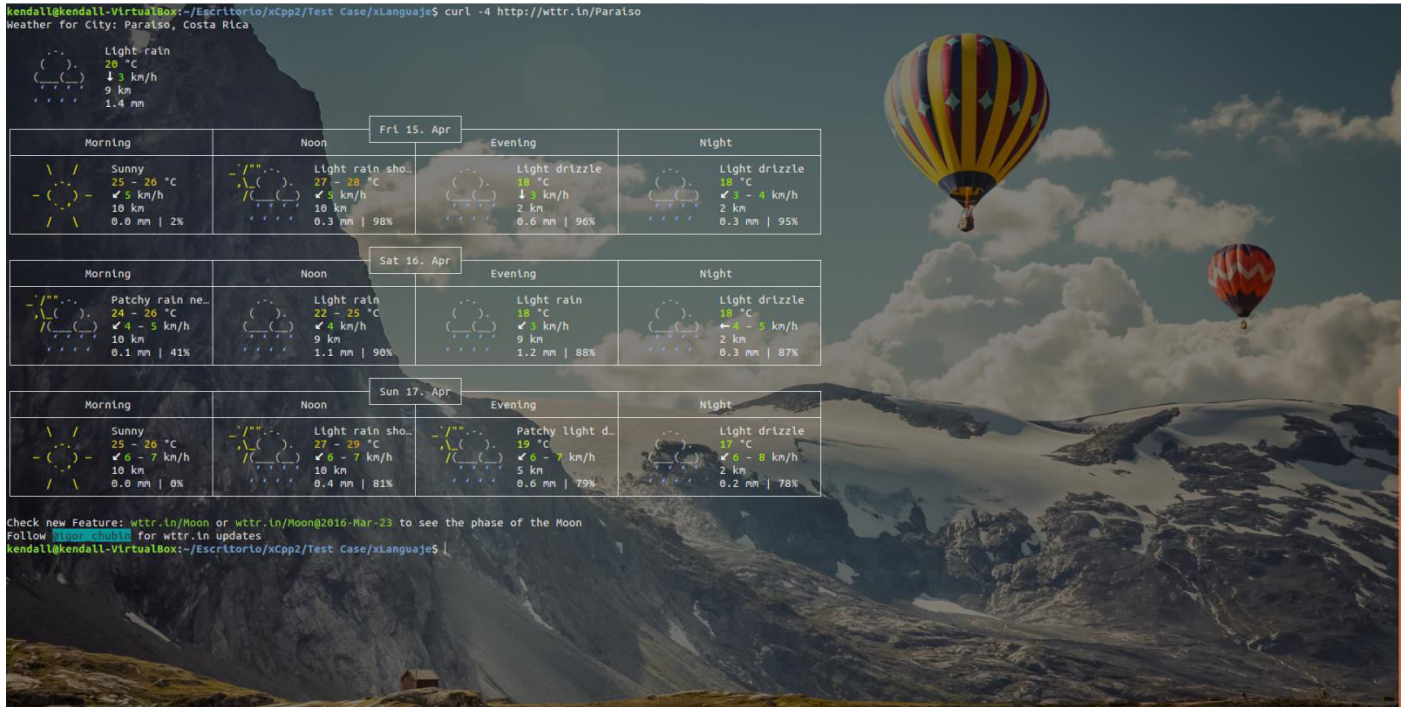 kendall@kendall-VirtualBox:~/Escritorio/xCpp2/Test Case/xLanguaje$ curl -4 http://wttr.in/Paraiso
Weather for City: Paraiso, Costa Rica
Light rain
20 °C
↓ 3 km/h
9 km
1.4 mm
Fri 15. Apr
Morning Noon Evening Night
Sunny Light rain sho… Light drizzle Light drizzle
25 – 26 °C 27 – 28 °C 18 °C 18 °C
↙ 5 km/h ↙ 5 km/h ↓ 3 km/h ↙ 3 – 4 km/h
10 km 10 km 2 km 2 km
0.0 mm | 2% 0.3 mm | 98% 0.6 mm | 96% 0.3 mm | 95%
Sat 16. Apr
Morning Noon Evening Night
Patchy rain ne… Light rain Light rain Light drizzle
24 – 26 °C 22 – 25 °C 18 °C 18 °C
↙ 4 – 5 km/h ↙ 4 km/h ↙ 3 km/h ← 4 – 5 km/h
10 km 9 km 9 km 2 km
0.1 mm | 41% 1.1 mm | 90% 1.2 mm | 88% 0.3 mm | 87%
Sun 17. Apr
Morning Noon Evening Night
Sunny Light rain sho… Patchy light d… Light drizzle
25 – 26 °C 27 – 29 °C 19 °C 17 °C
↙ 6 – 7 km/h ↙ 6 – 7 km/h ↙ 6 – 7 km/h ↙ 6 – 8 km/h
10 km 10 km 5 km 2 km
0.0 mm | 0% 0.4 mm | 81% 0.6 mm | 79% 0.2 mm | 78%
Check new Feature: wttr.in/Moon or wttr.in/Moon@2016-Mar-23 to see the phase of the Moon
Follow @igor_chubin for wttr.in updates
kendall@kendall-VirtualBox:~/Escritorio/xCpp2/Test Case/xLanguaje$